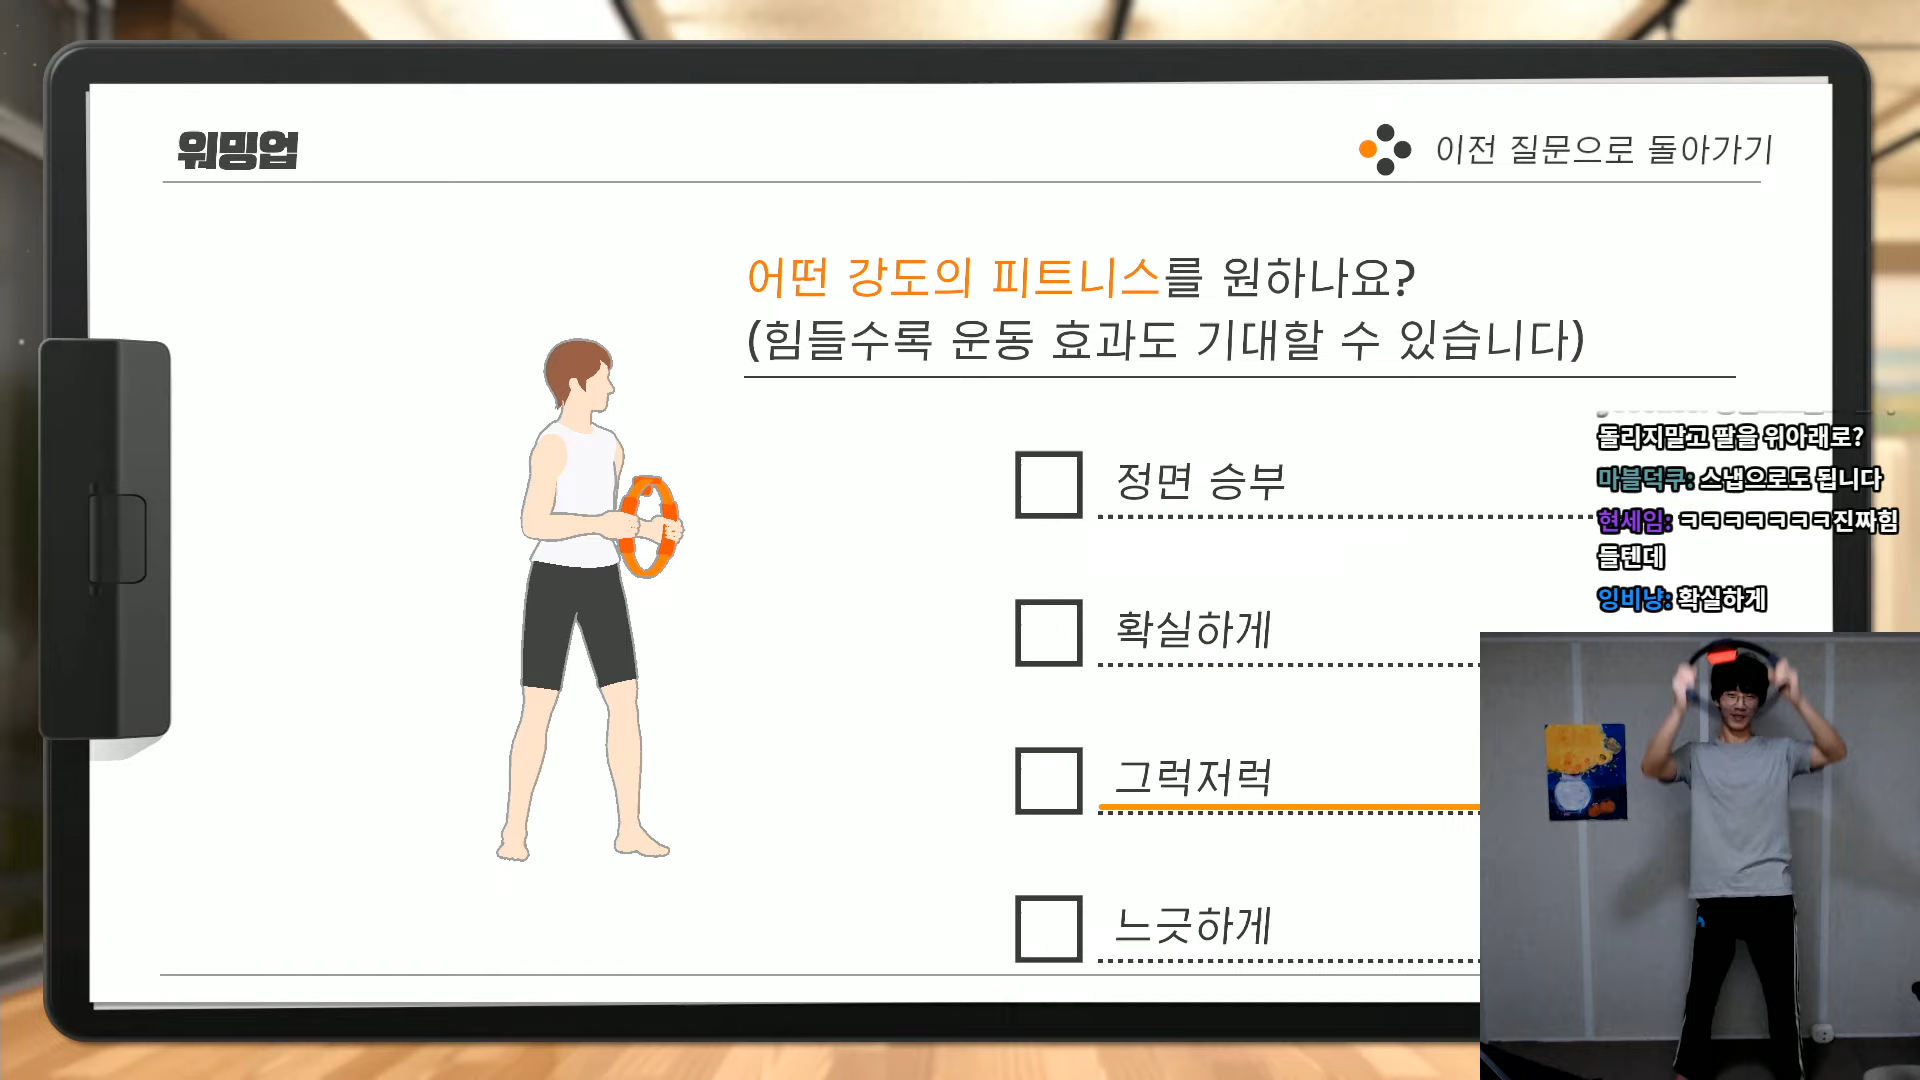 워밍업
이전 질문으로 돌아가기
어떤 강도의 피트니스를 원하나요?
(힘들수록 운동 효과도 기대할 수 있습니다)
정면 승부
확실하게
그럭저럭
느긋하게
돌리지말고 팔을 위아래로?
마블덕쿠: 스냅으로도 됩니다
현세임: ㅋㅋㅋㅋㅋㅋㅋ진짜힘
들텐데
잉비냥: 확실하게